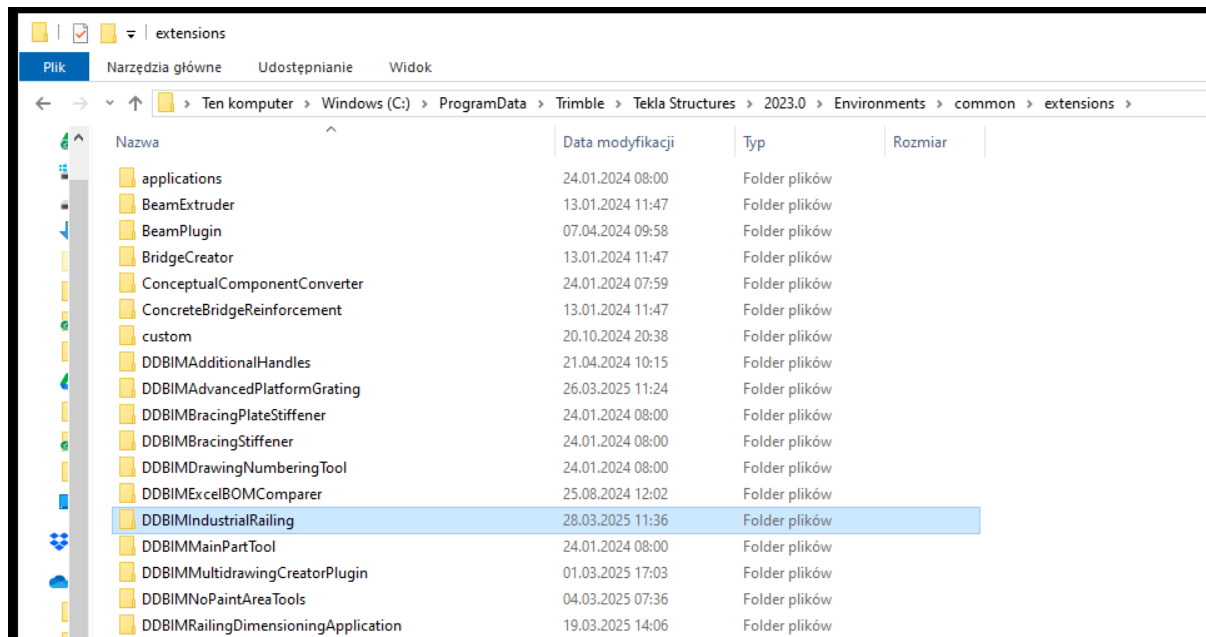 extensions
Plik Narzędzia główne Udostępnianie Widok
Ten komputer > Windows (C:) > ProgramData > Trimble > Tekla Structures > 2023.0 > Environments > common > extensions >
Nazwa Data modyfikacji Typ Rozmiar
applications 24.01.2024 08:00 Folder plików
BeamExtruder 13.01.2024 11:47 Folder plików
BeamPlugin 07.04.2024 09:58 Folder plików
BridgeCreator 13.01.2024 11:47 Folder plików
ConceptualComponentConverter 24.01.2024 07:59 Folder plików
ConcreteBridgeReinforcement 13.01.2024 11:47 Folder plików
custom 20.10.2024 20:38 Folder plików
DDBIMAdditionalHandles 21.04.2024 10:15 Folder plików
DDBIMAdvancedPlatformGrating 26.03.2025 11:24 Folder plików
DDBIMBracingPlateStiffener 24.01.2024 08:00 Folder plików
DDBIMBracingStiffener 24.01.2024 08:00 Folder plików
DDBIMDrawingNumberingTool 24.01.2024 08:00 Folder plików
DDBIMExcelBOMComparer 25.08.2024 12:02 Folder plików
DDBIMIndustrialRailing 28.03.2025 11:36 Folder plików
DDBIMMainPartTool 24.01.2024 08:00 Folder plików
DDBIMMultidrawingCreatorPlugin 01.03.2025 17:03 Folder plików
DDBIMNoPaintAreaTools 04.03.2025 07:36 Folder plików
DDBIMRailingDimensioningApplication 19.03.2025 14:06 Folder plików